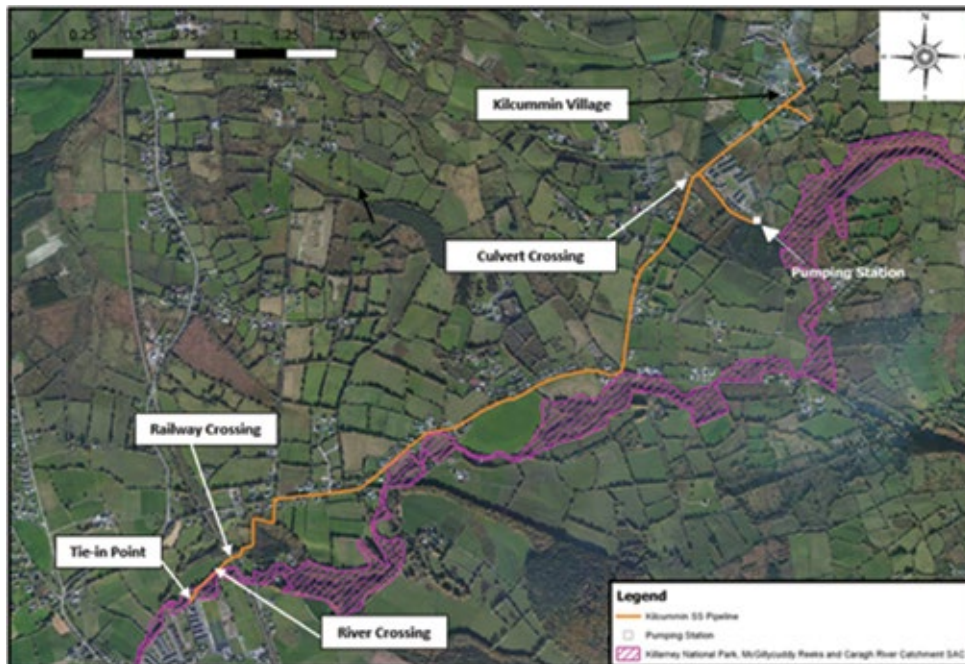 0 0.25 0.5 0.75 1 1.25 1.5 km
N
Kilcummin Village
Culvert Crossing
Pumping Station
Railway Crossing
Tie-in Point
River Crossing
Legend
Kilcummin SS Pipeline
Pumping Station
Killarney National Park, McGillycuddy Reeks and Caragh River Catchment SAC